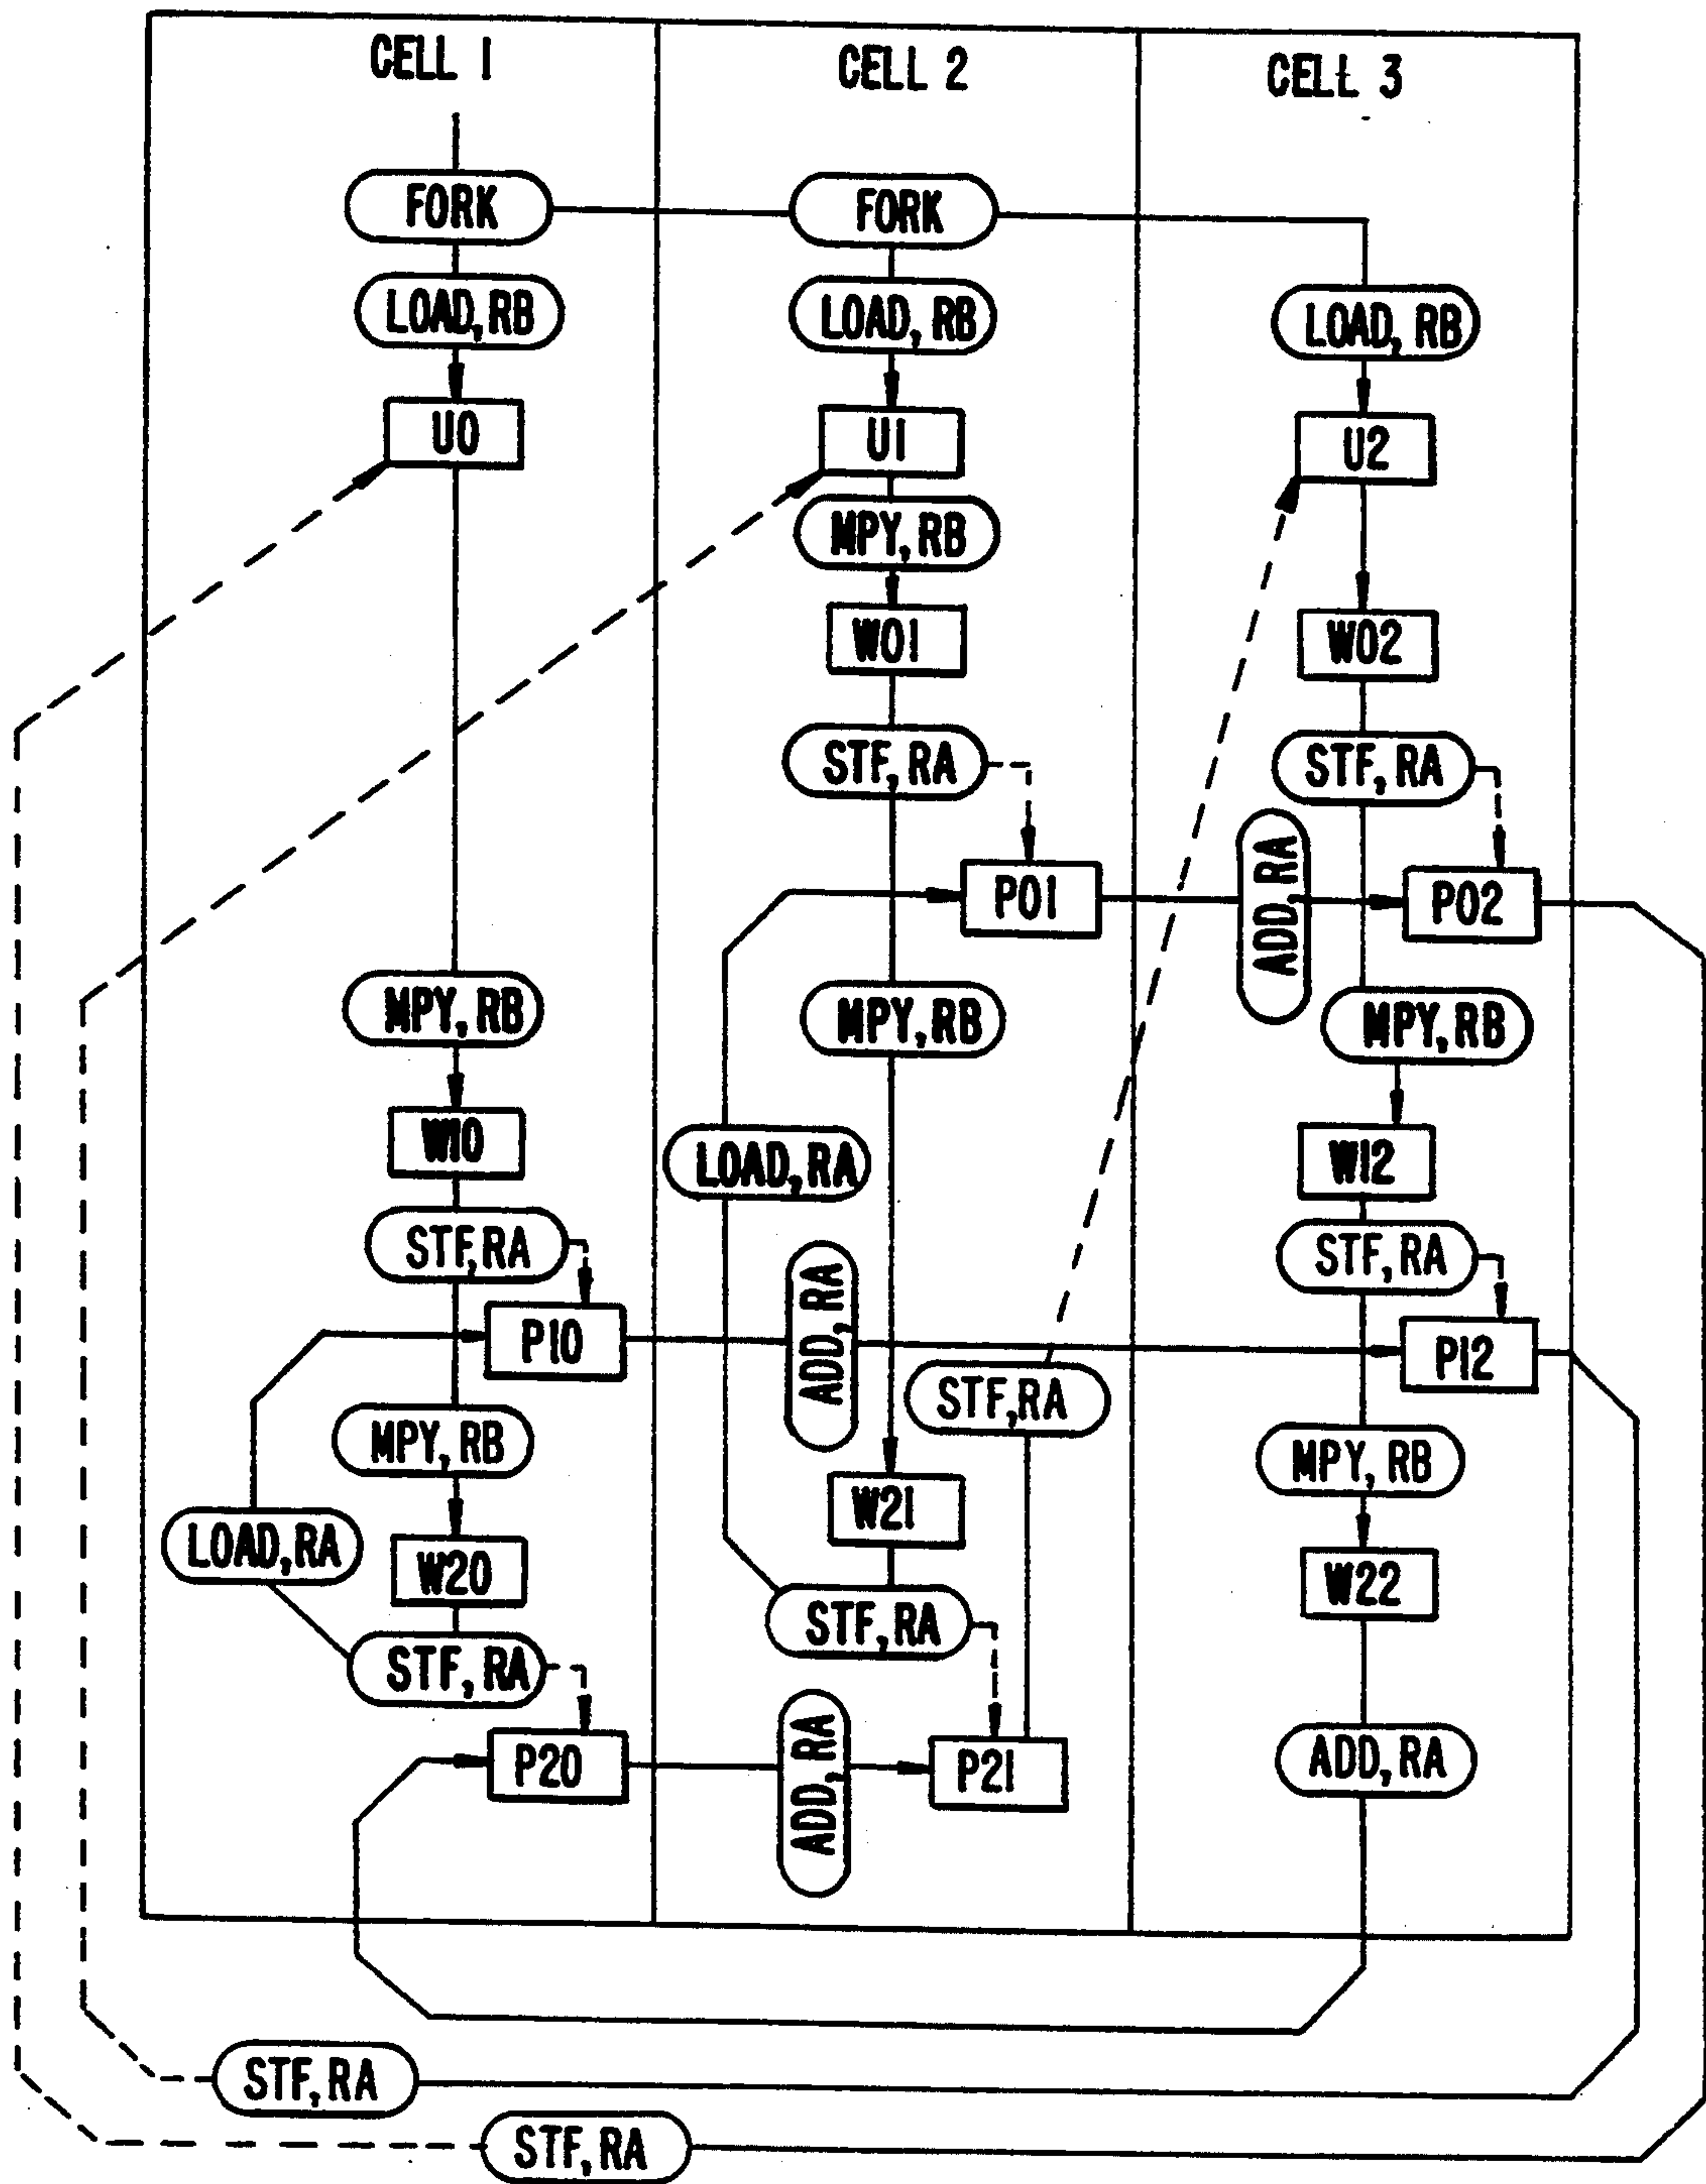 CELL 1
CELL 2
CELL 3
FORK
FORK
LOAD, RB
LOAD, RB
LOAD, RB
U0
U1
U2
MPY, RB
W01
W02
STF, RA
STF, RA
ADD, RA
P01
P02
MPY, RB
MPY, RB
MPY, RB
W10
LOAD, RA
W12
STF, RA
STF, RA
ADD, RA
P10
P12
STF, RA
MPY, RB
MPY, RB
W21
LOAD, RA
W20
W22
STF, RA
STF, RA
ADD, RA
ADD, RA
P20
P21
STF, RA
STF, RA